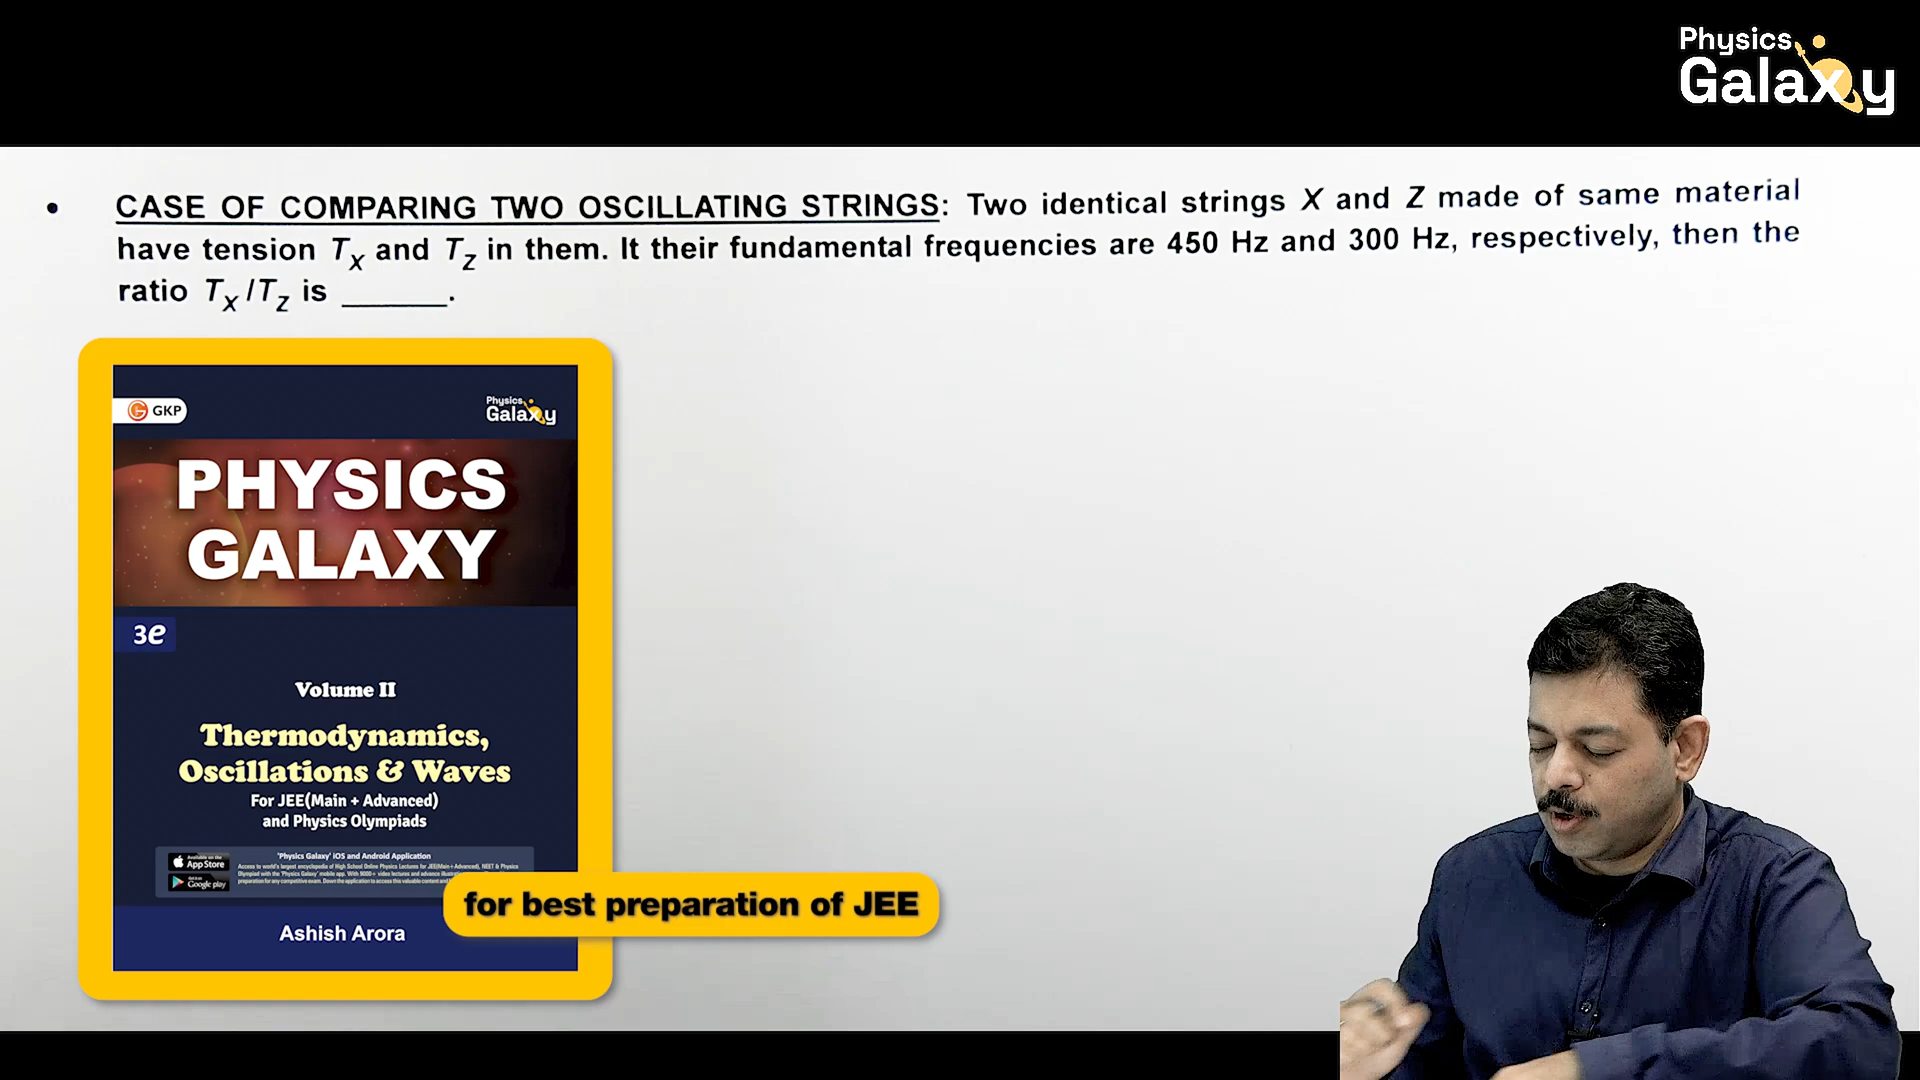 Physics
Galaxy
• CASE OF COMPARING TWO OSCILLATING STRINGS: Two identical strings X and Z made of same material
have tension Tx and Tz in them. It their fundamental frequencies are 450 Hz and 300 Hz, respectively, then the
ratio Tx/Tz is _______.
GKP
Physics
Galaxy
PHYSICS
GALAXY
3e
Volume II
Thermodynamics,
Oscillations & Waves
For JEE(Main + Advanced)
and Physics Olympiads
'Physics Galaxy' iOS and Android Application
App Store
Google play
for best preparation of JEE
Ashish Arora